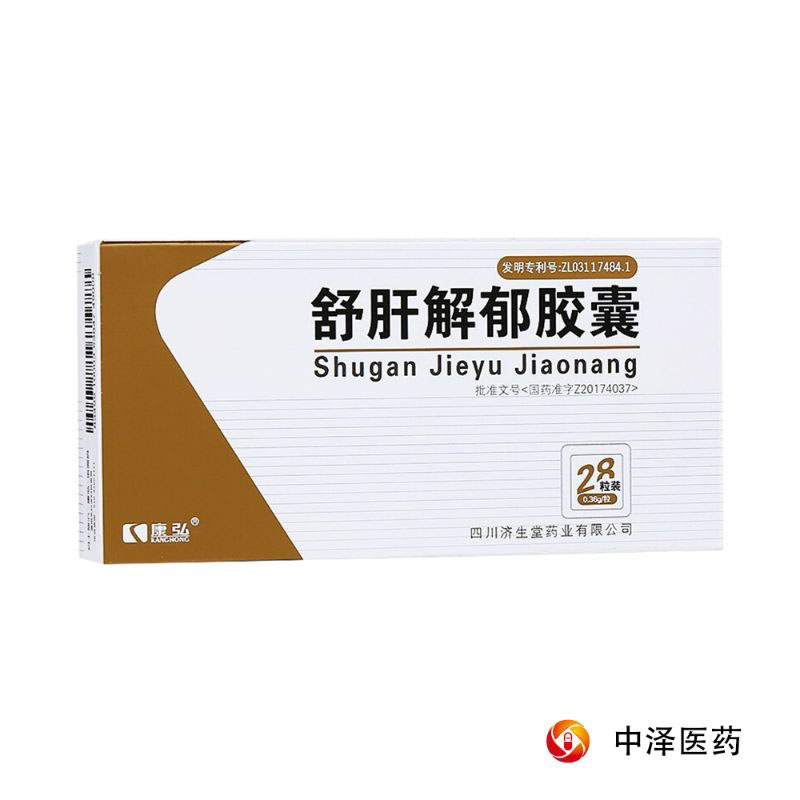 发明专利号:ZL03117484.1
舒肝解郁胶囊
Shugan Jieyu Jiaonang
批准文号<国药准字Z20174037>
28
粒装
0.36g/粒
康弘®
KANGHONG
四川济生堂药业有限公司
中泽医药